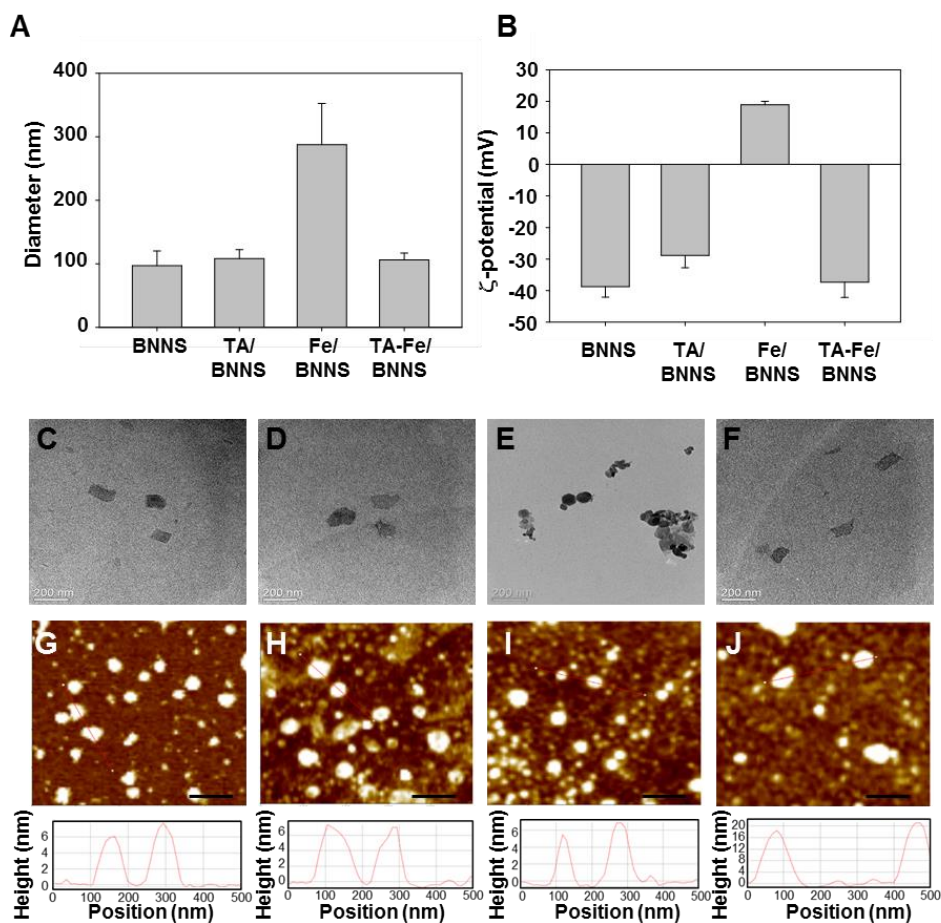 A
B
Diameter (nm)
400
300
200
100
0
BNNS
TA/
BNNS
Fe/
BNNS
TA-Fe/
BNNS
ζ-potential (mV)
30
20
10
0
-10
-20
-30
-40
-50
BNNS
TA/
BNNS
Fe/
BNNS
TA-Fe/
BNNS
C
200 nm
D
200 nm
E
200 nm
F
200 nm
G
H
I
J
Height (nm)
6
4
2
0
0 100 200 300 400 500
Position (nm)
Height (nm)
6
4
2
0
0 100 200 300 400 500
Position (nm)
Height (nm)
6
4
2
0
0 100 200 300 400 500
Position (nm)
Height (nm)
20
16
12
8
4
0
0 100 200 300 400 500
Position (nm)